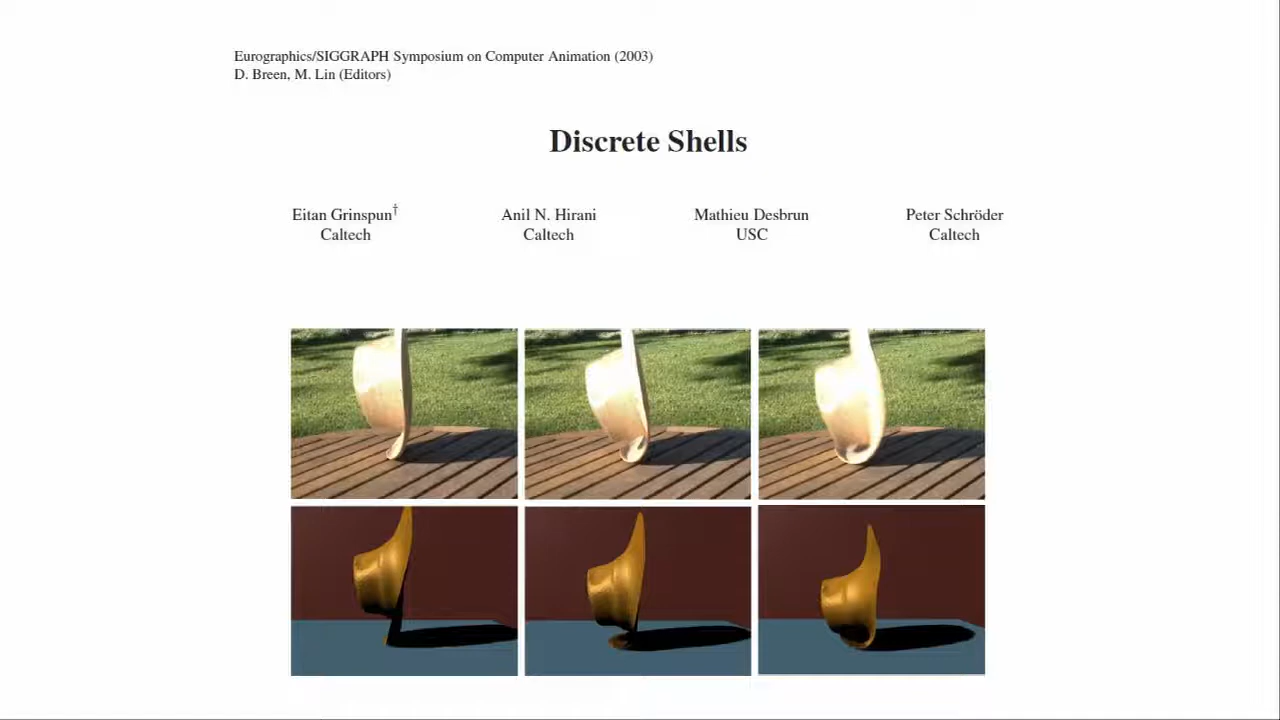 Eurographics/SIGGRAPH Symposium on Computer Animation (2003)
D. Breen, M. Lin (Editors)
Discrete Shells
Eitan Grinspun† Anil N. Hirani Mathieu Desbrun Peter Schröder
Caltech Caltech USC Caltech